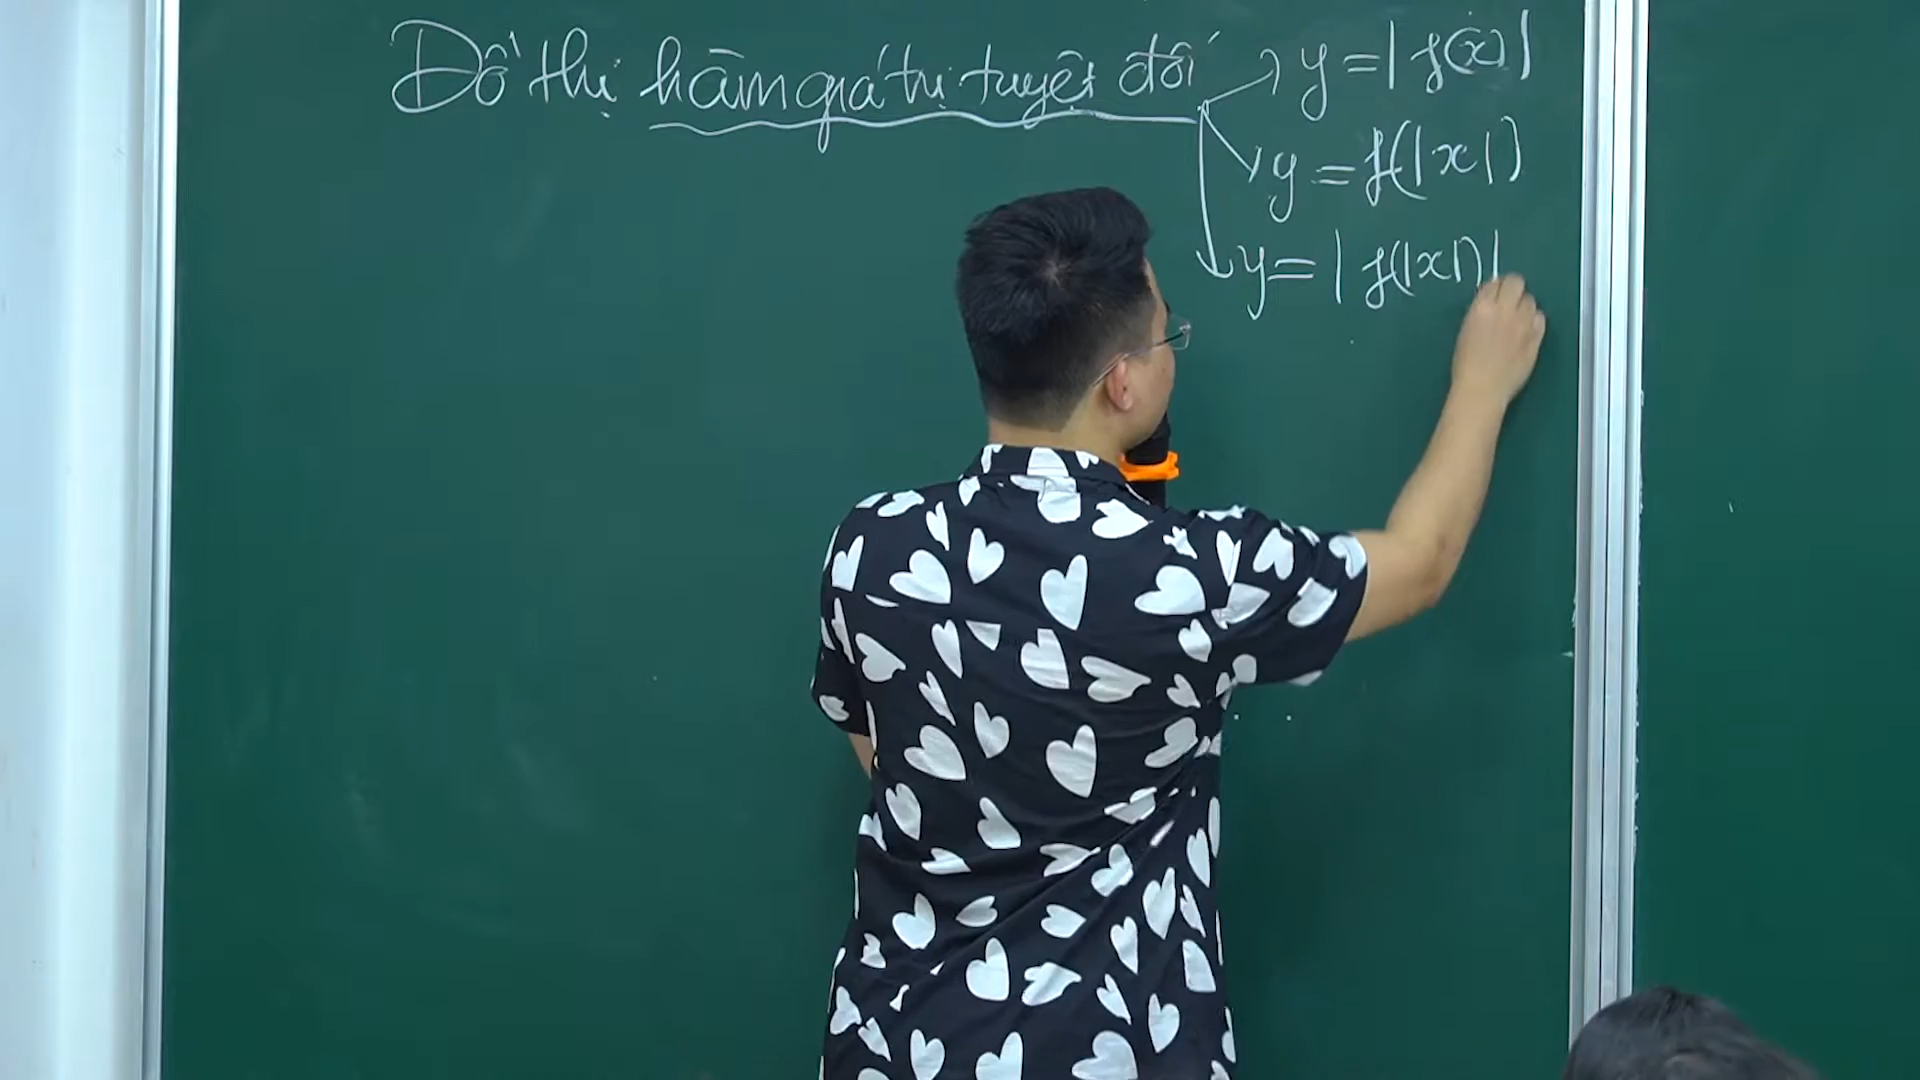 Đồ thị hàm giá trị tuyệt đối → y = |f(x)|
→ y = f(|x|)
→ y = |f(|x|)|